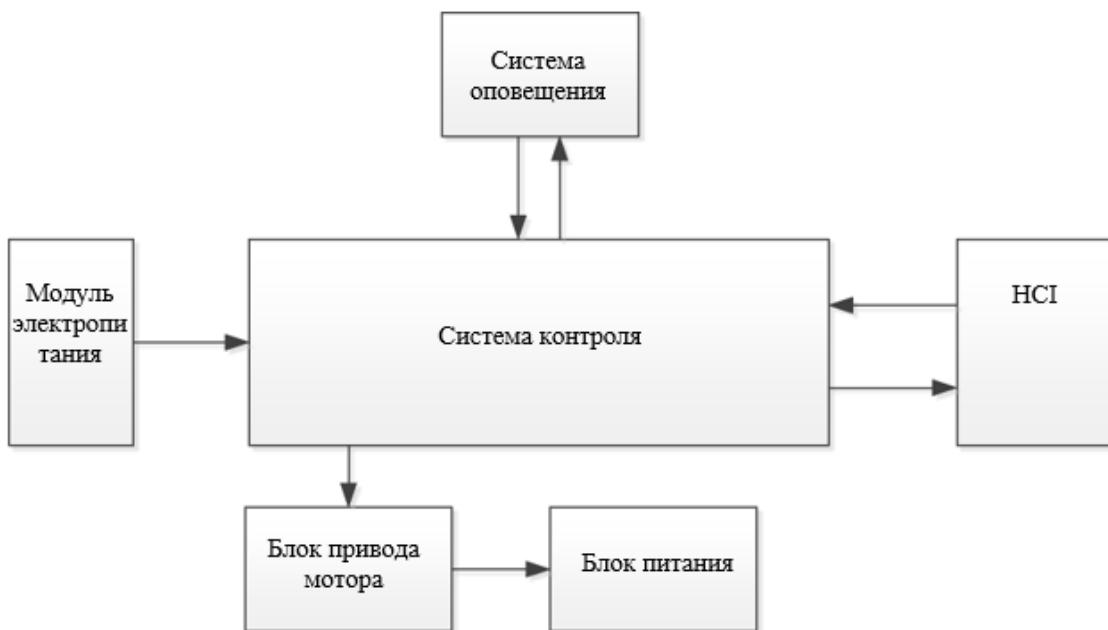 Система
оповещения
Модуль
электропи
тания
Система контроля
HCI
Блок привода
мотора
Блок питания